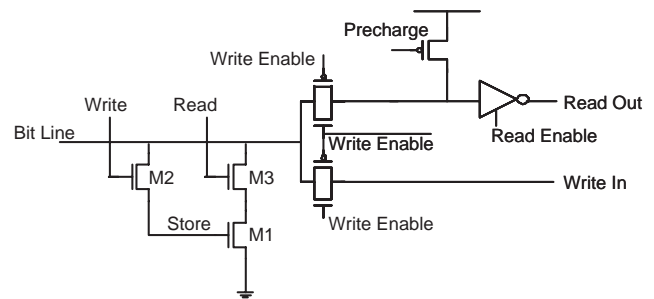 Precharge
Write Enable
Write
Read
Read Out
Bit Line
Write Enable
Read Enable
M2
M3
Write In
Store
M1
Write Enable